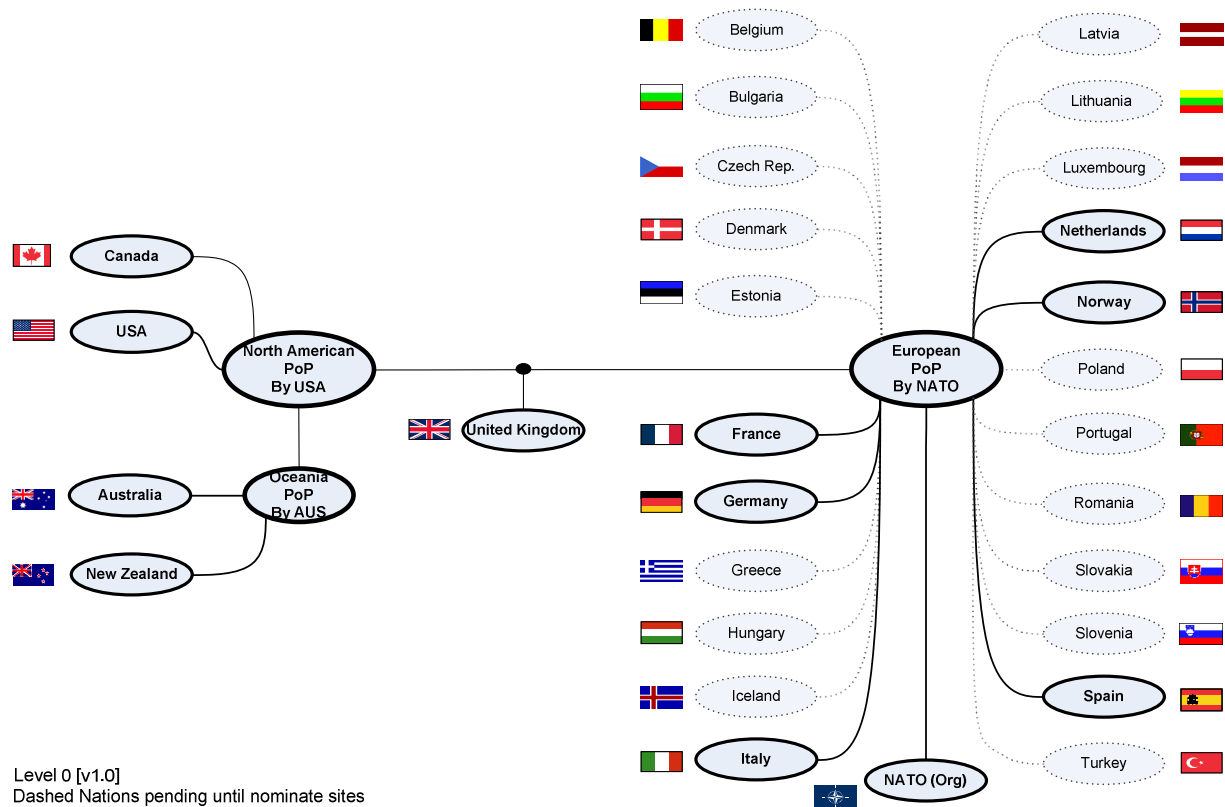 Belgium
Bulgaria
Czech Rep.
Denmark
Estonia
Latvia
Lithuania
Luxembourg
Netherlands
Norway
Canada
USA
North American
PoP
By USA
European
PoP
By NATO
Poland
United Kingdom
France
Germany
Portugal
Romania
Australia
Oceania
PoP
By AUS
New Zealand
Greece
Hungary
Iceland
Italy
Slovakia
Slovenia
Spain
Turkey
NATO (Org)
Level 0 [v1.0]
Dashed Nations pending until nominate sites